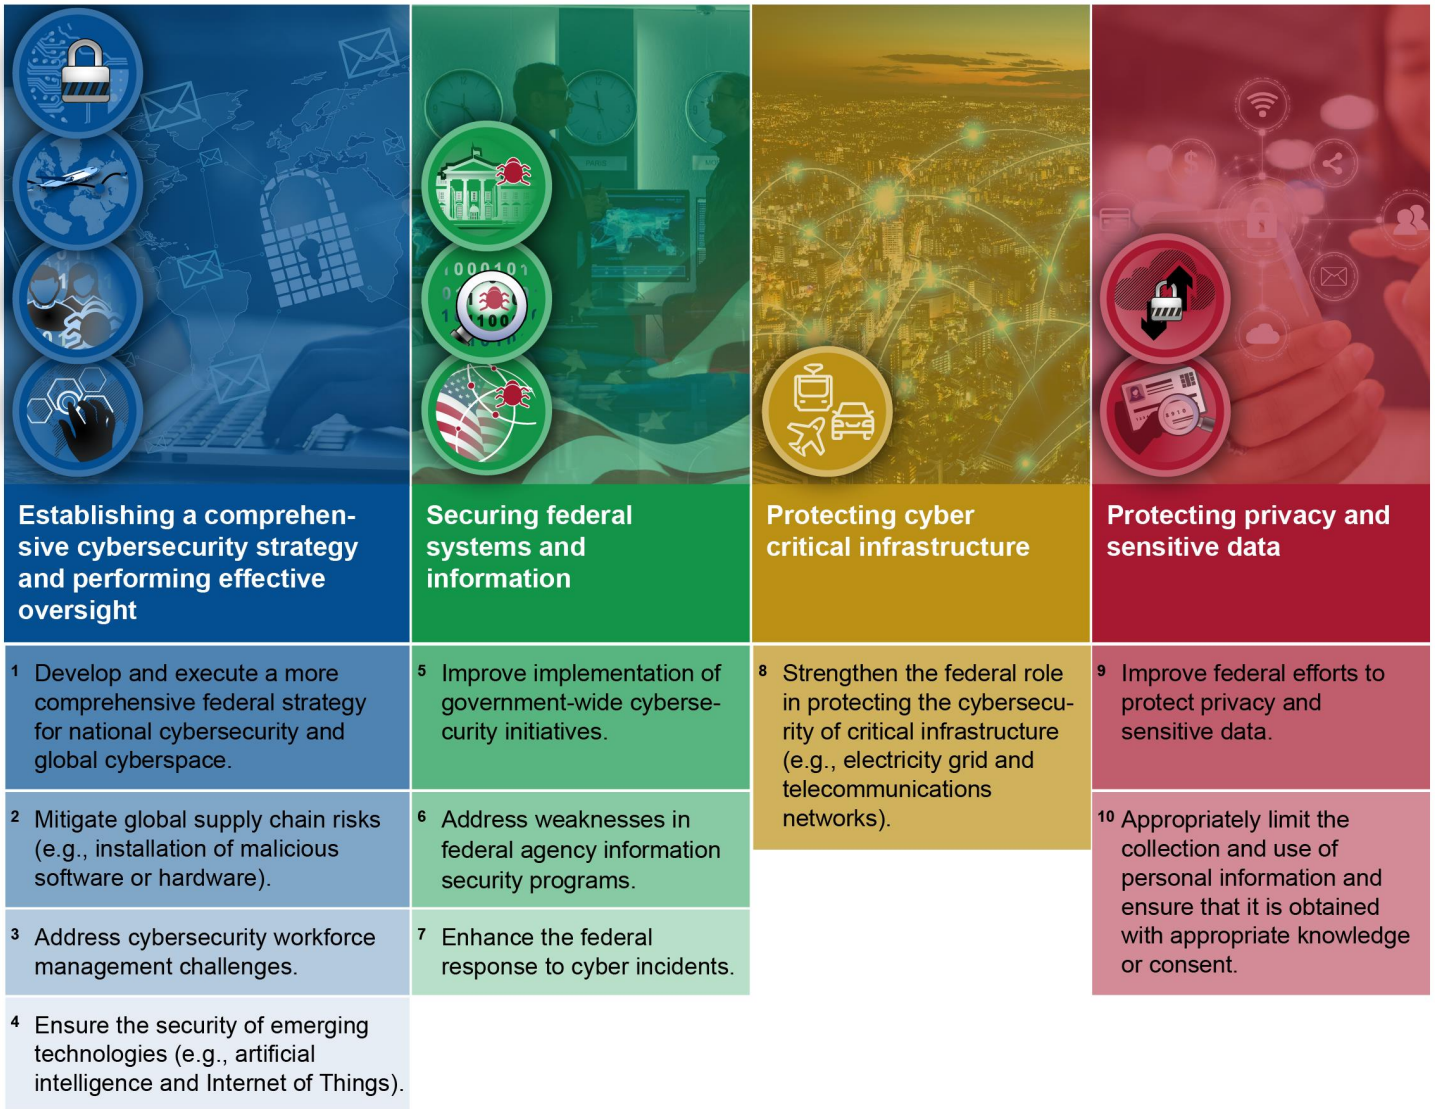 Establishing a comprehen-
sive cybersecurity strategy
and performing effective
oversight
1 Develop and execute a more
comprehensive federal strategy
for national cybersecurity and
global cyberspace.
2 Mitigate global supply chain risks
(e.g., installation of malicious
software or hardware).
3 Address cybersecurity workforce
management challenges.
4 Ensure the security of emerging
technologies (e.g., artificial
intelligence and Internet of Things).
PARIS
Securing federal
systems and
information
5 Improve implementation of
government-wide cyberse-
curity initiatives.
6 Address weaknesses in
federal agency information
security programs.
7 Enhance the federal
response to cyber incidents.
Protecting cyber
critical infrastructure
8 Strengthen the federal role
in protecting the cybersecu-
rity of critical infrastructure
(e.g., electricity grid and
telecommunications
networks).
8910
Protecting privacy and
sensitive data
9 Improve federal efforts to
protect privacy and
sensitive data.
10 Appropriately limit the
collection and use of
personal information and
ensure that it is obtained
with appropriate knowledge
or consent.